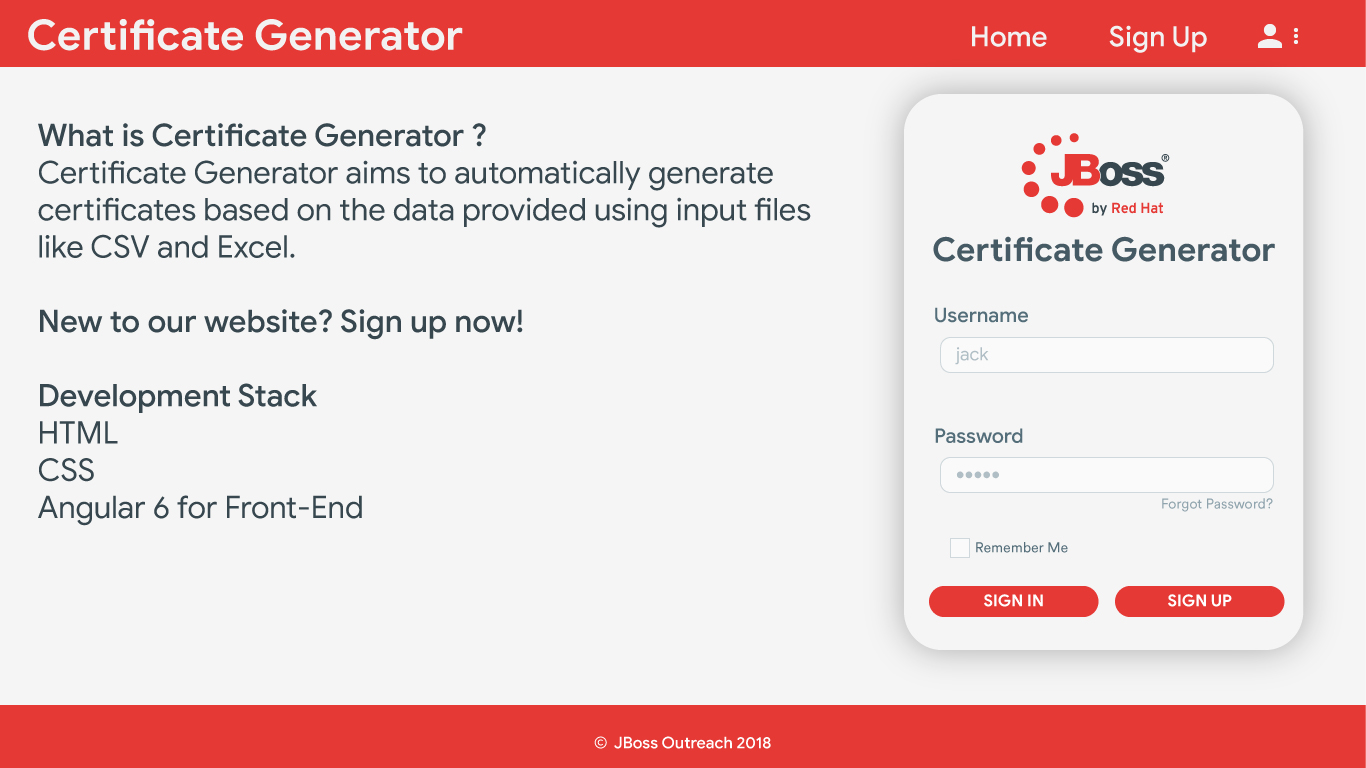 Certificate Generator
Home
Sign Up
What is Certificate Generator ?
Certificate Generator aims to automatically generate
certificates based on the data provided using input files
like CSV and Excel.
New to our website? Sign up now!
Development Stack
HTML
CSS
Angular 6 for Front-End
JBoss®
by Red Hat
Certificate Generator
Username
jack
Password
•••••
Forgot Password?
Remember Me
SIGN IN
SIGN UP
© JBoss Outreach 2018